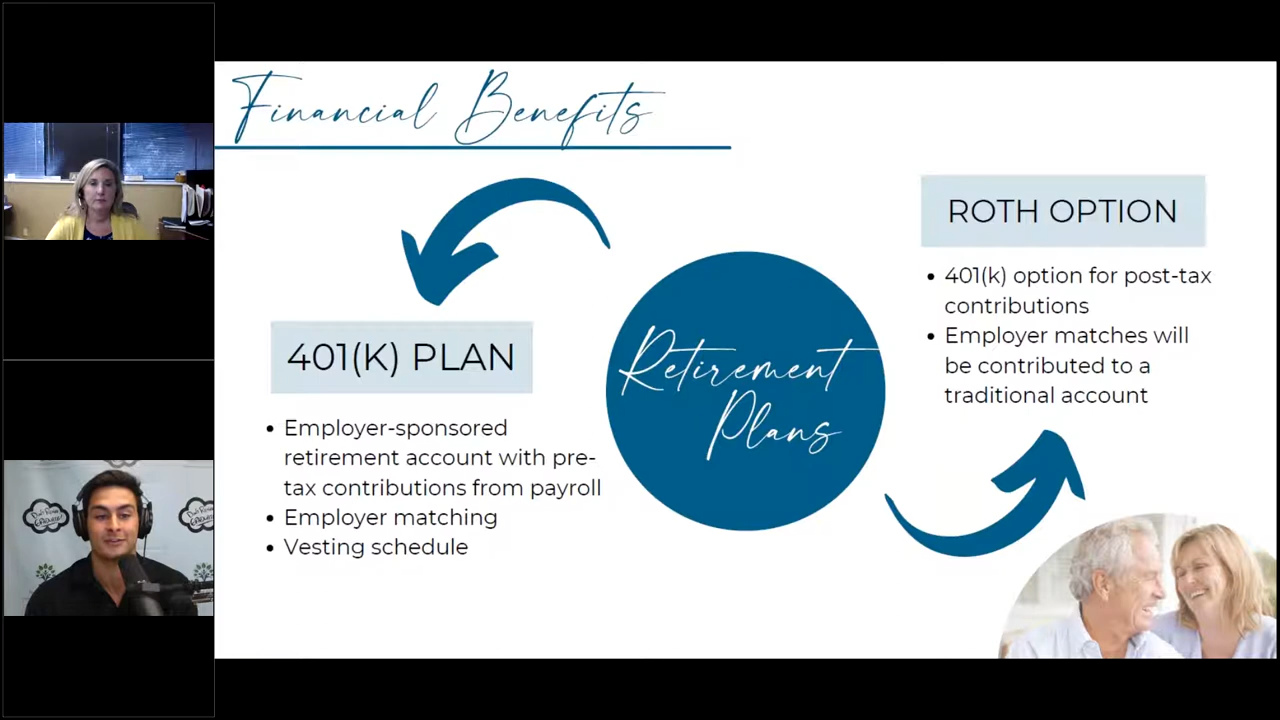 Financial Benefits
401(K) PLAN
Employer-sponsored
retirement account with pre-
tax contributions from payroll
Employer matching
Vesting schedule
Retirement
Plans
ROTH OPTION
401(k) option for post-tax
contributions
Employer matches will
be contributed to a
traditional account